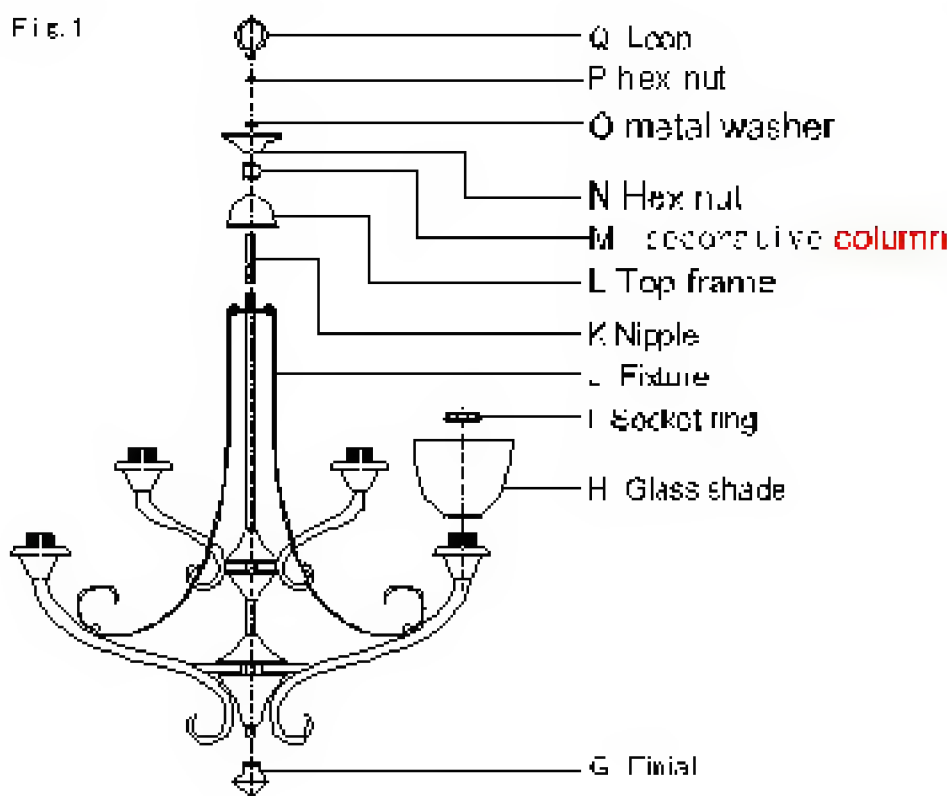 Fig.1
Q Loop
P hex nut
O metal washer
N Hex nut
M decorative column
L Top frame
K Nipple
J Fixture
I Socket ring
H Glass shade
G Finial